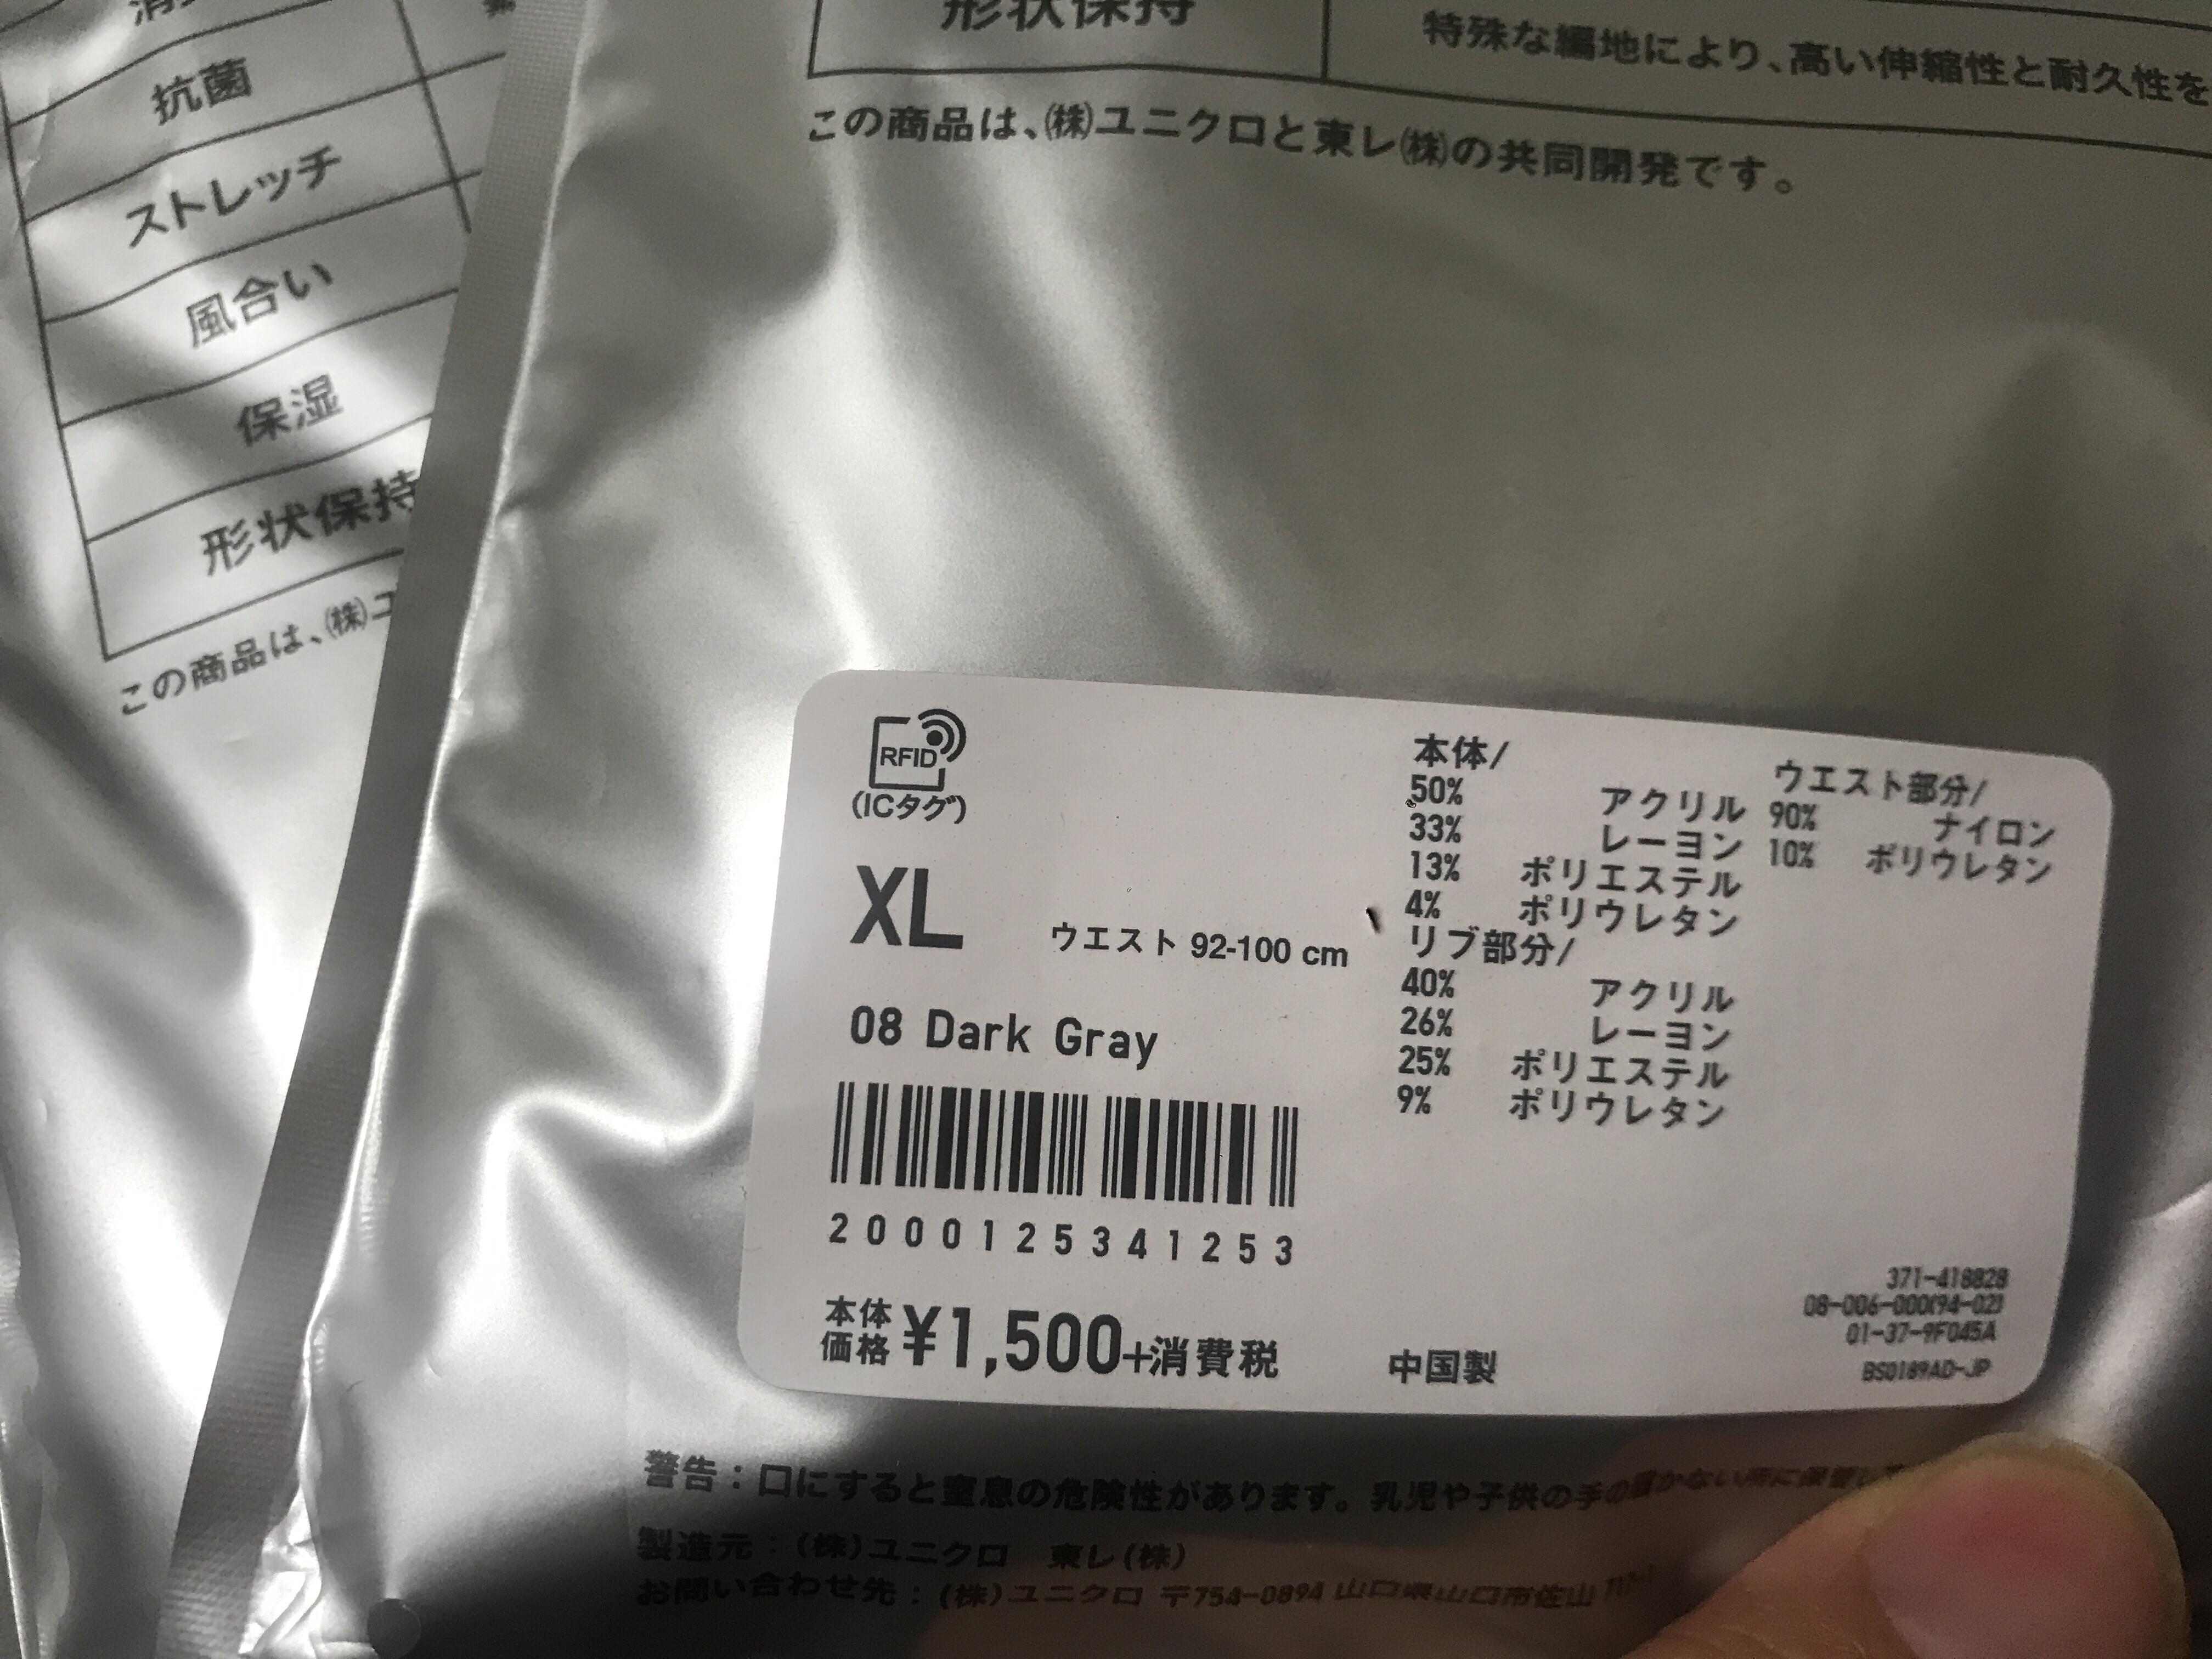 抗菌
ストレッチ
風合い
保湿
形状保持
この商品は、㈱ユ
形状保持
特殊な編地により、高い伸縮性と耐久性を
この商品は、㈱ユニクロと東レ㈱の共同開発です。
RFID
(ICタグ)
XL ウエスト 92-100 cm
08 Dark Gray
2000125341253
本体価格 ¥1,500+消費税
本体/
50% アクリル
33% レーヨン
13% ポリエステル
4% ポリウレタン
リブ部分/
40% アクリル
26% レーヨン
25% ポリエステル
9% ポリウレタン
ウエスト部分/
90% ナイロン
10% ポリウレタン
中国製
371-418828
08-006-000(94-02)
01-37-9F045A
BS0189AD-JP
警告：口にすると窒息の危険性があります。乳児や子供の手の届かない所に保管し
製造元：(株)ユニクロ 東レ(株)
お問い合わせ先：(株)ユニクロ 〒754-0894 山口県山口市佐山